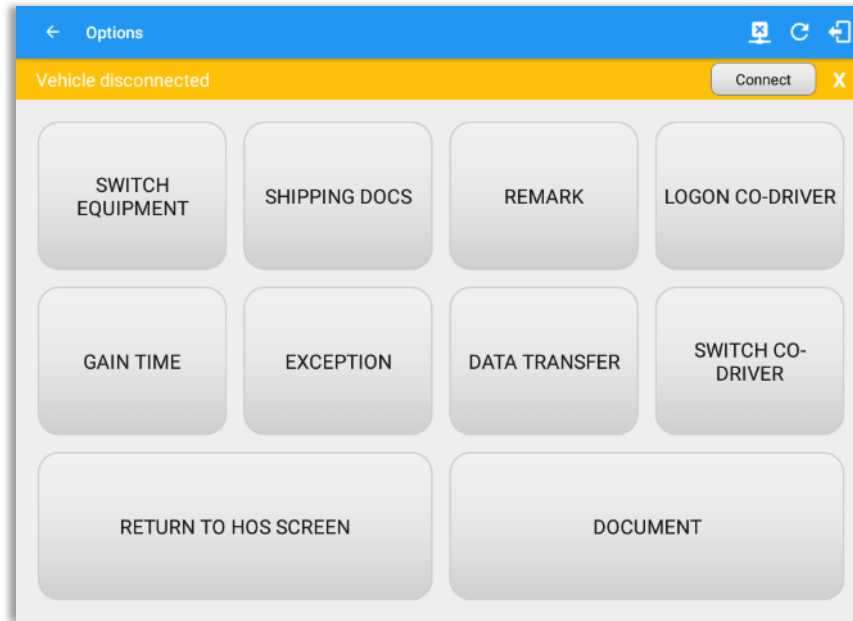 Options
Vehicle disconnected
Connect
X
SWITCH
EQUIPMENT
SHIPPING DOCS
REMARK
LOGON CO-DRIVER
GAIN TIME
EXCEPTION
DATA TRANSFER
SWITCH CO-
DRIVER
RETURN TO HOS SCREEN
DOCUMENT